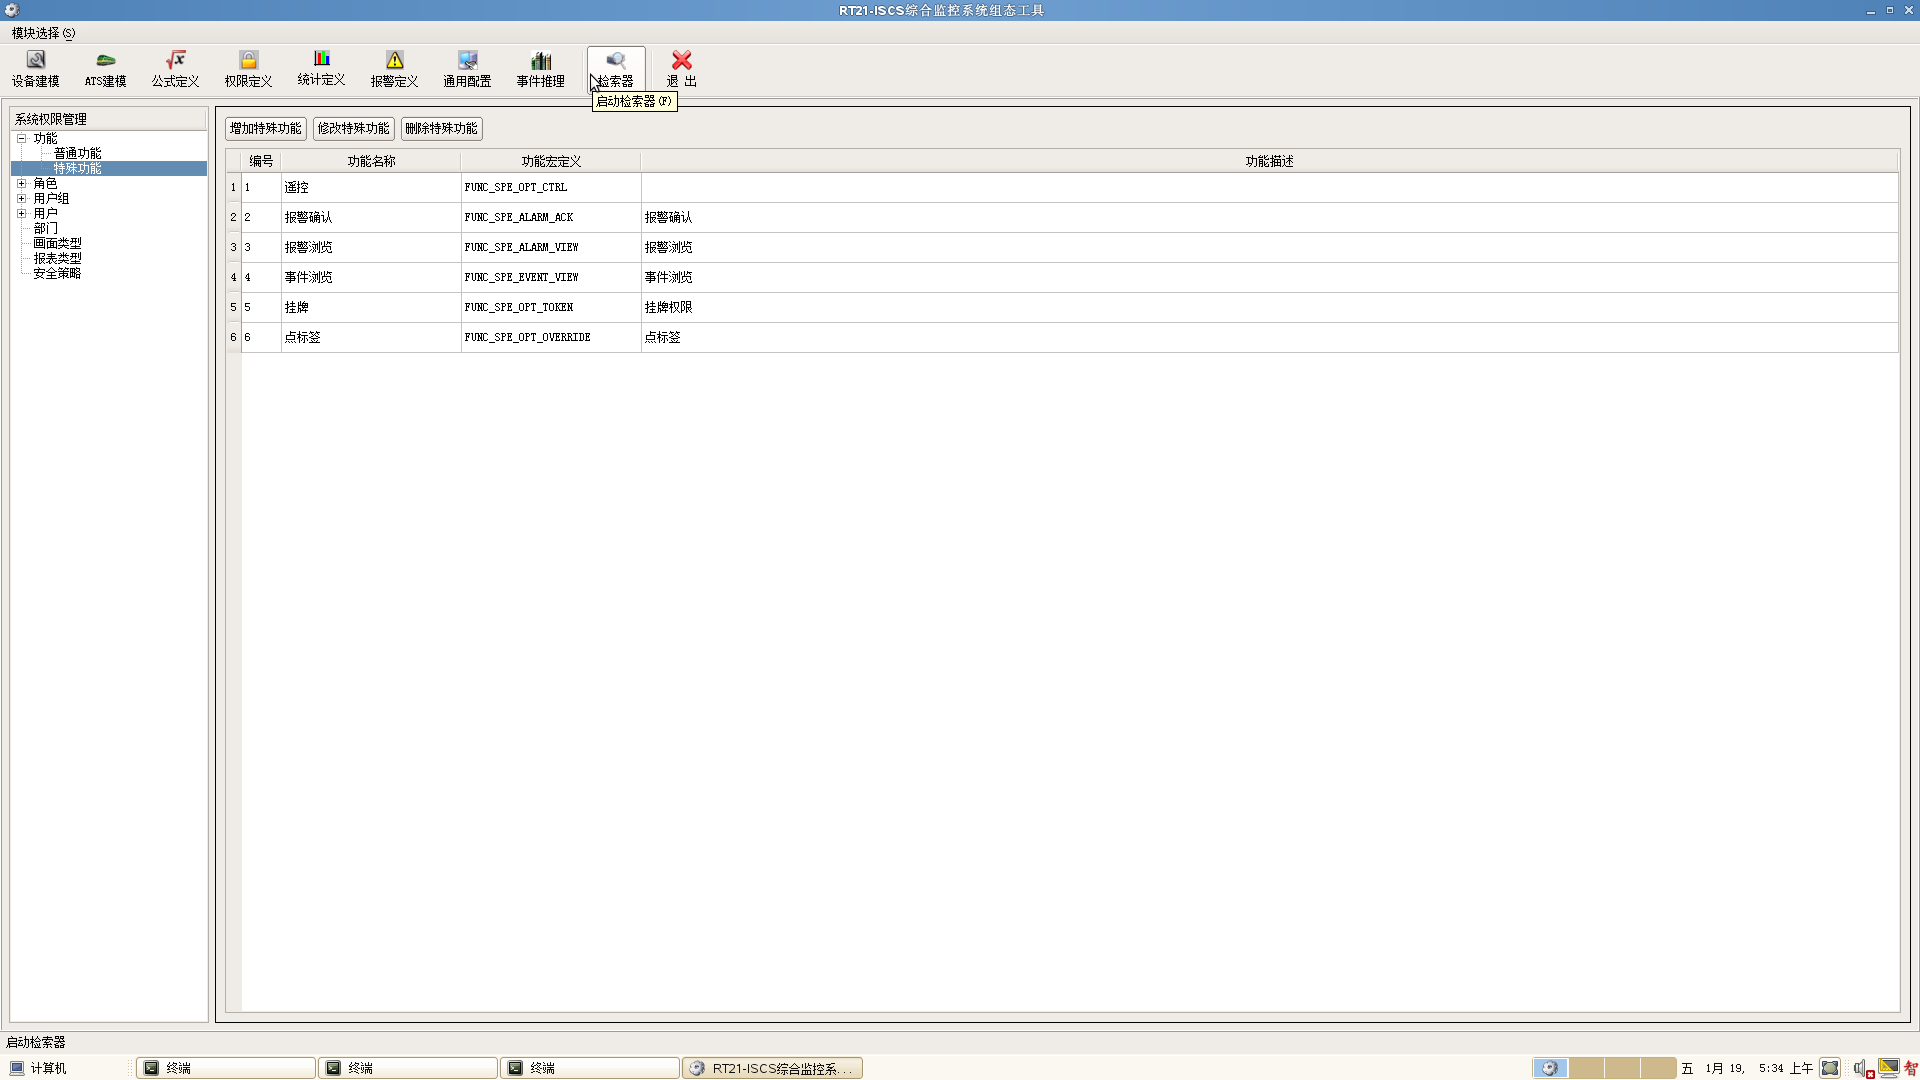 RT21-ISCS综合监控系统组态工具
模块选择(S)
设备建模 ATS建模 公式定义 权限定义 统计定义 报警定义 通用配置 事件推理 检索器 退 出
启动检索器(F)
系统权限管理
功能
普通功能
特殊功能
角色
用户组
用户
部门
画面类型
报表类型
安全策略
增加特殊功能 修改特殊功能 删除特殊功能
编号 功能名称 功能宏定义 功能描述
1 1 遥控 FUNC_SPE_OPT_CTRL
2 2 报警确认 FUNC_SPE_ALARM_ACK 报警确认
3 3 报警浏览 FUNC_SPE_ALARM_VIEW 报警浏览
4 4 事件浏览 FUNC_SPE_EVENT_VIEW 事件浏览
5 5 挂牌 FUNC_SPE_OPT_TOKEN 挂牌权限
6 6 点标签 FUNC_SPE_OPT_OVERRIDE 点标签
启动检索器
计算机 终端 终端 终端 RT21-ISCS综合监控系... 五 1月 19, 5:34 上午 智